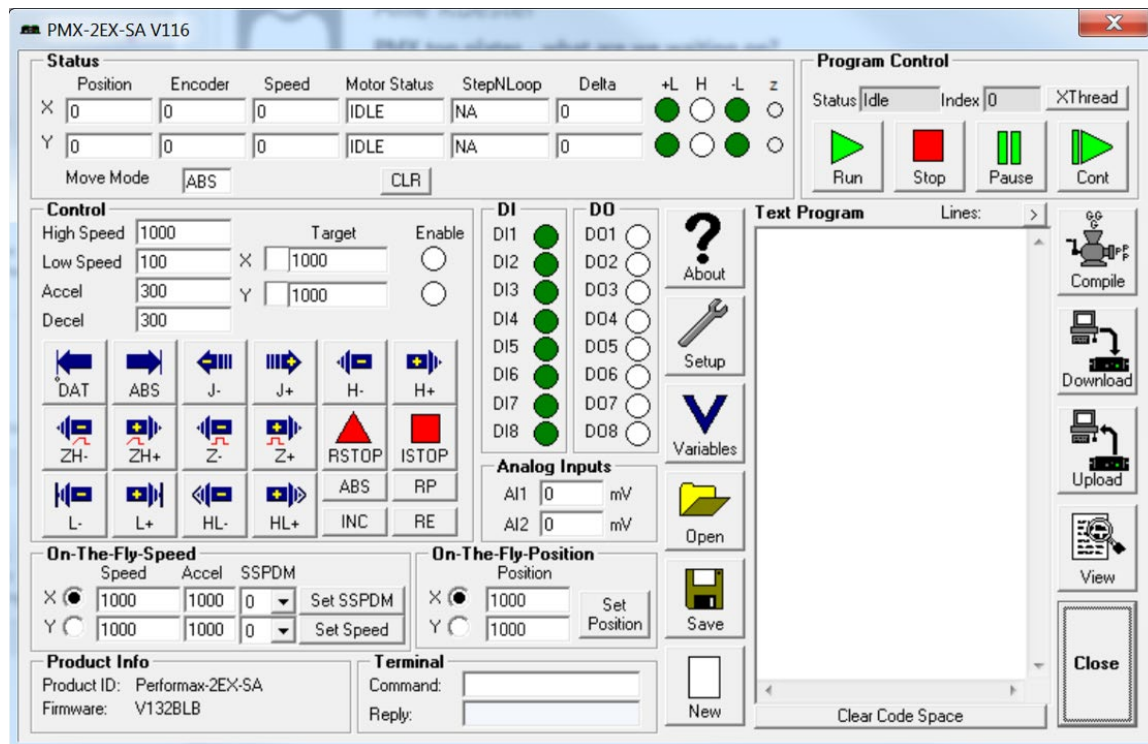 PMX-2EX-SA V116
Status
Position Encoder Speed Motor Status StepNLoop Delta +L H -L z
X 0 0 0 IDLE NA 0
Y 0 0 0 IDLE NA 0
Move Mode ABS CLR
Program Control
Status Idle Index 0 XThread
Run Stop Pause Cont
Control
High Speed 1000 Target Enable
Low Speed 100 X 1000
Accel 300 Y 1000
Decel 300
DAT ABS J- J+ H- H+
ZH- ZH+ Z- Z+ RSTOP ISTOP
L- L+ HL- HL+ ABS RP
INC RE
DI DO
DI1 DO1
DI2 DO2
DI3 DO3
DI4 DO4
DI5 DO5
DI6 DO6
DI7 DO7
DI8 DO8
Analog Inputs
AI1 0 mV
AI2 0 mV
On-The-Fly-Speed
Speed Accel SSPDM
X 1000 1000 0 Set SSPDM
Y 1000 1000 0 Set Speed
On-The-Fly-Position
Position
X 1000
Y 1000
Set
Position
Product Info
Product ID: Performax-2EX-SA
Firmware: V132BLB
Terminal
Command:
Reply:
?
About
Setup
Variables
Open
Save
New
Text Program Lines: >
Clear Code Space
Compile
Download
Upload
View
Close